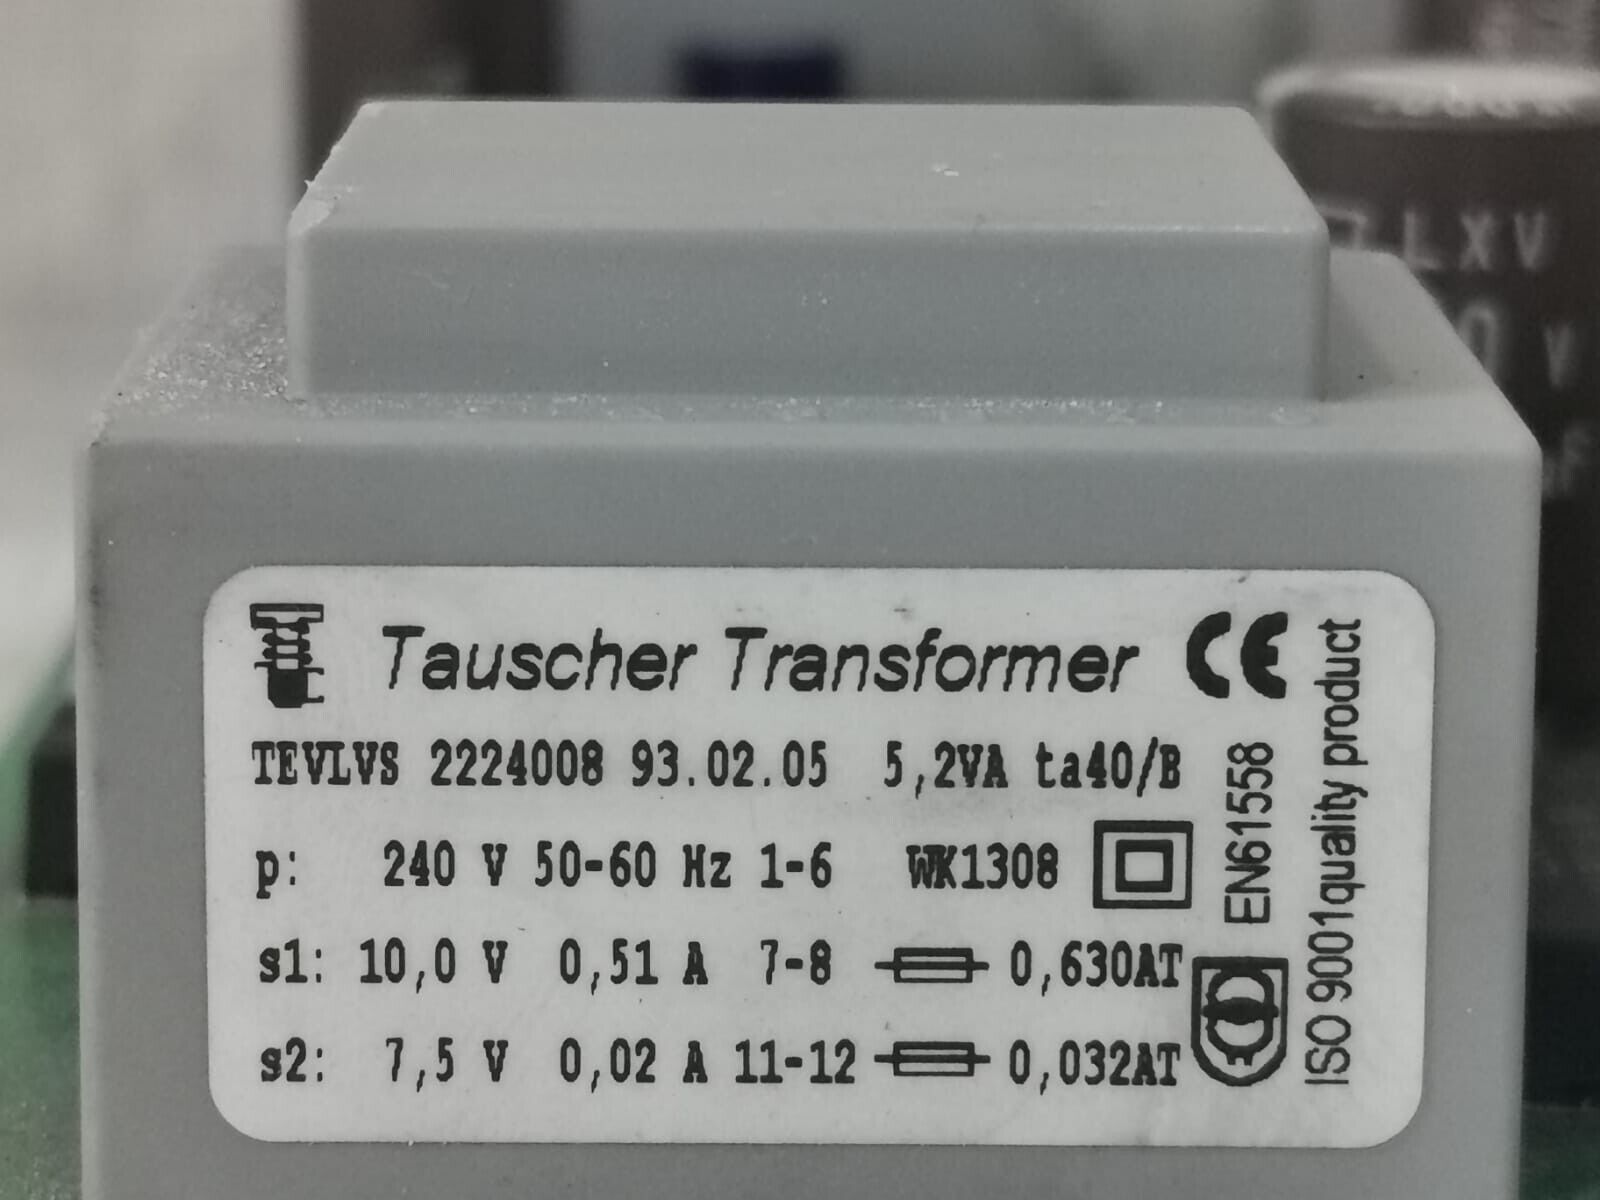 Tauscher Transformer CE
TEVLVS 2224008 93.02.05 5,2VA ta40/B
p: 240 V 50-60 Hz 1-6 WK1308
s1: 10,0 V 0,51 A 7-8 0,630AT
s2: 7,5 V 0,02 A 11-12 0,032AT
EN61558
ISO 9001quality product
LXV
V